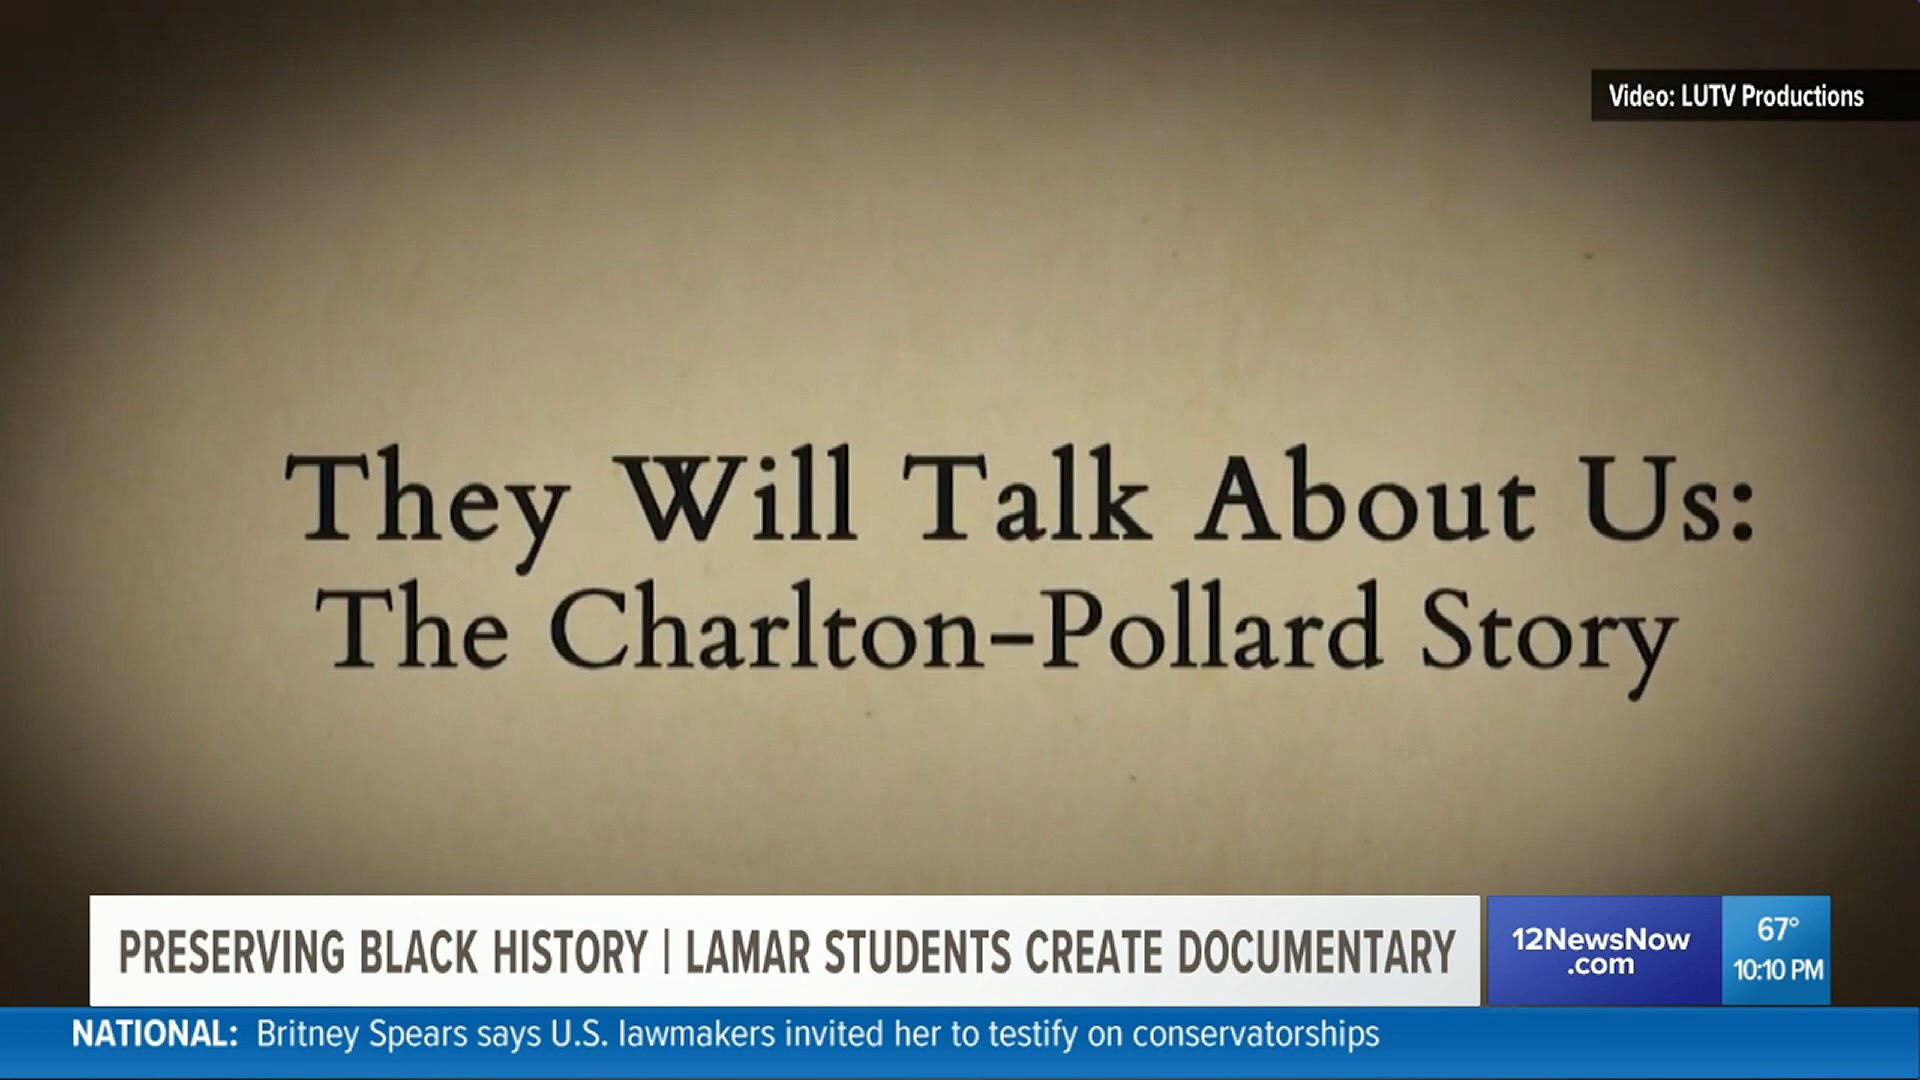 Video: LUTV Productions
They Will Talk About Us:
The Charlton-Pollard Story
PRESERVING BLACK HISTORY | LAMAR STUDENTS CREATE DOCUMENTARY
12NewsNow
.com
67°
10:10 PM
NATIONAL: Britney Spears says U.S. lawmakers invited her to testify on conservatorships